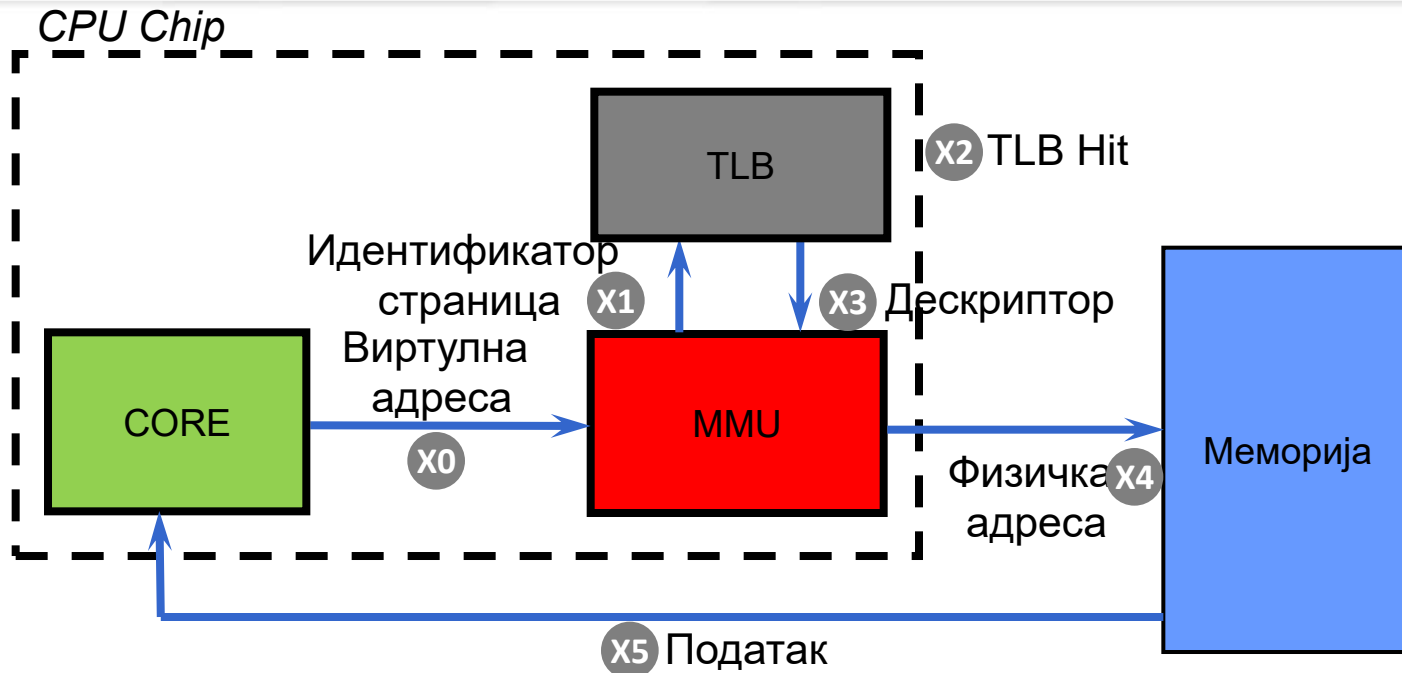 CPU Chip
TLB
X2 TLB Hit
Идентификатор
страница
X1
X3 Дескриптор
Виртулна
адреса
X0
CORE
MMU
Меморија
Физичка
адреса
X4
X5 Податак